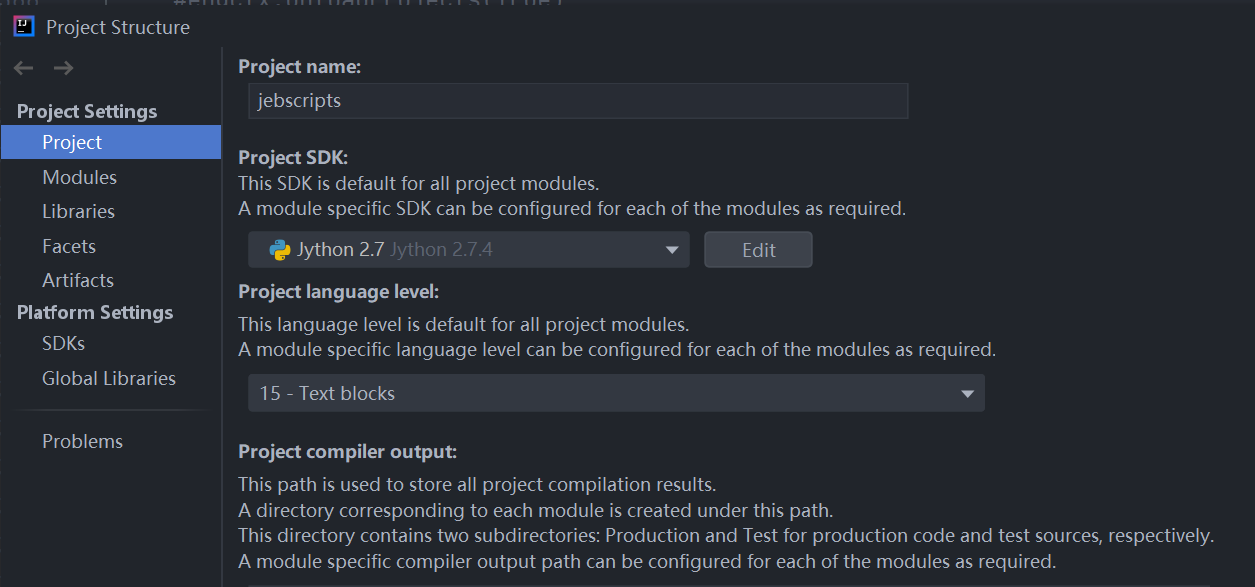 Project Structure
Project Settings
Project
Modules
Libraries
Facets
Artifacts
Platform Settings
SDKs
Global Libraries
Problems
Project name:
jebscripts
Project SDK:
This SDK is default for all project modules.
A module specific SDK can be configured for each of the modules as required.
Jython 2.7 Jython 2.7.4
Edit
Project language level:
This language level is default for all project modules.
A module specific language level can be configured for each of the modules as required.
15 - Text blocks
Project compiler output:
This path is used to store all project compilation results.
A directory corresponding to each module is created under this path.
This directory contains two subdirectories: Production and Test for production code and test sources, respectively.
A module specific compiler output path can be configured for each of the modules as required.